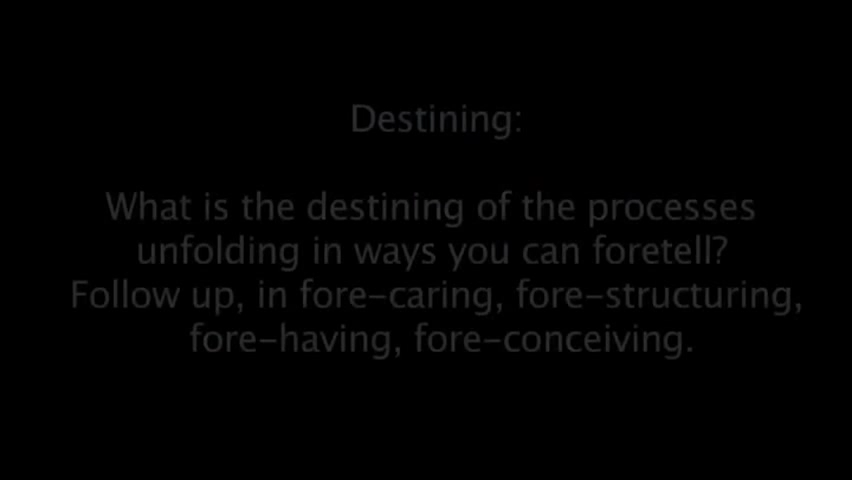 Destining:
What is the destining of the processes
unfolding in ways you can foretell?
Follow up, in fore-caring, fore-structuring,
fore-having, fore-conceiving.